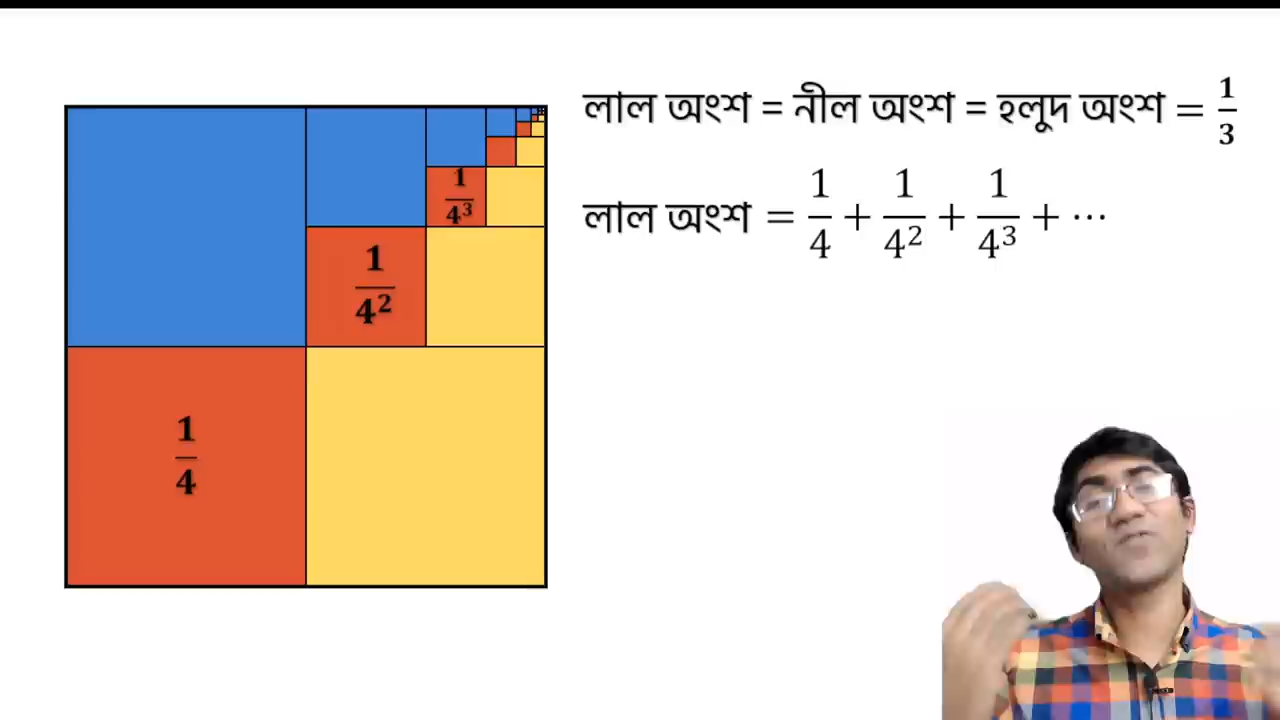 লাল অংশ = নীল অংশ = হলুদ অংশ = 1/3
লাল অংশ = 1/4 + 1/4² + 1/4³ + ⋯
1/4³
1/4²
1/4